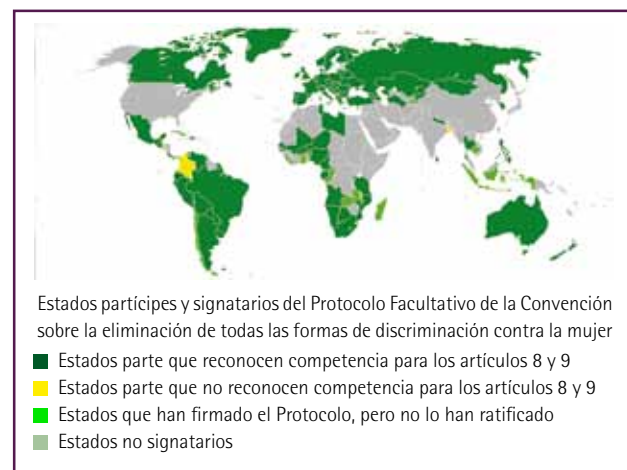 Estados partícipes y signatarios del Protocolo Facultativo de la Convención
sobre la eliminación de todas las formas de discriminación contra la mujer
Estados parte que reconocen competencia para los artículos 8 y 9
Estados parte que no reconocen competencia para los artículos 8 y 9
Estados que han firmado el Protocolo, pero no lo han ratificado
Estados no signatarios